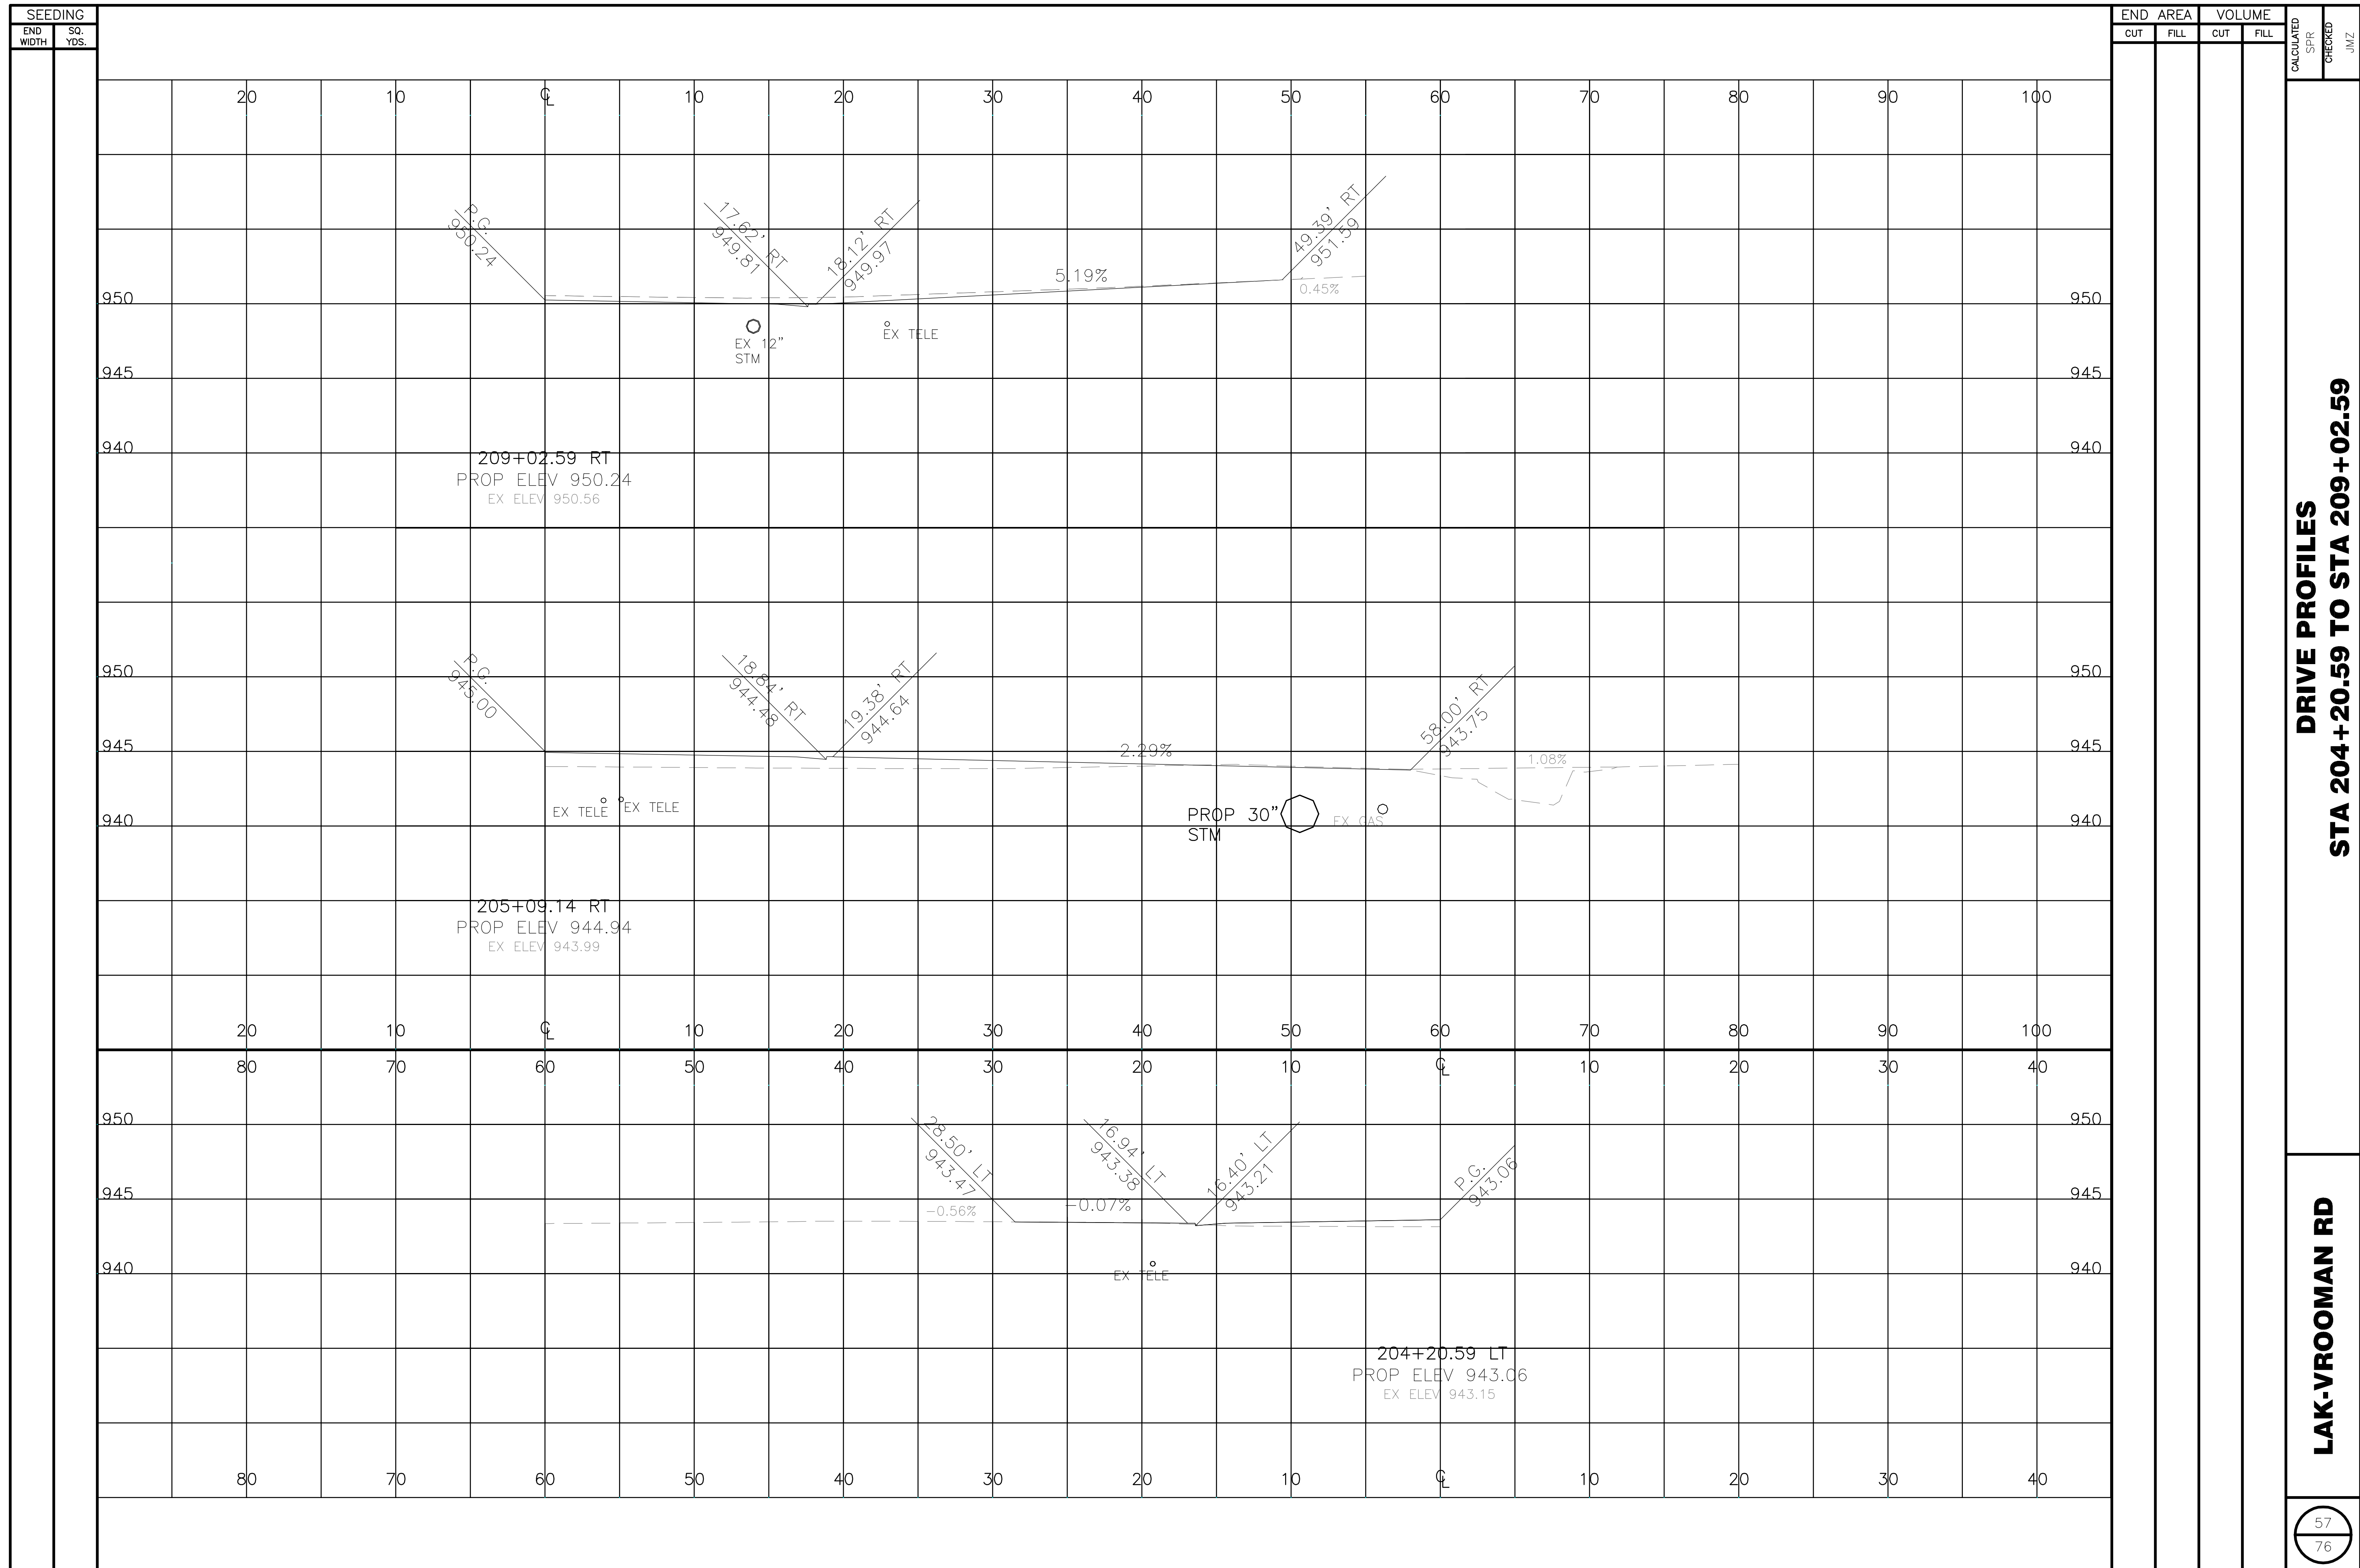 SEEDING
END WIDTH
SQ. YDS.
END AREA
VOLUME
CUT
FILL
CUT
FILL
CALCULATED
SPR
CHECKED
JMZ
20 10 ℄ 10 20 30 40 50 60 70 80 90 100
P.G.
950.24
17.62' RT
949.81
18.12' RT
949.97
5.19%
49.39' RT
951.59
0.45%
950 950
EX 12"
STM
EX TELE
945 945
940 940
209+02.59 RT
PROP ELEV 950.24
EX ELEV 950.56
P.G.
945.00
18.84' RT
944.48
19.38' RT
944.64
58.00' RT
943.75
950 950
945 945
2.29%
1.08%
EX TELE
EX TELE
PROP 30"
STM
EX GAS
940 940
205+09.14 RT
PROP ELEV 944.94
EX ELEV 943.99
20 10 ℄ 10 20 30 40 50 60 70 80 90 100
80 70 60 50 40 30 20 10 ℄ 10 20 30 40
950 950
28.50' LT
943.47
16.94' LT
943.38
16.40' LT
943.21
P.G.
943.06
945 945
-0.56%
-0.07%
940 940
EX TELE
204+20.59 LT
PROP ELEV 943.06
EX ELEV 943.15
80 70 60 50 40 30 20 10 ℄ 10 20 30 40
DRIVE PROFILES
STA 204+20.59 TO STA 209+02.59
LAK-VROOMAN RD
57
76